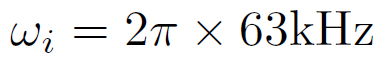 ωᵢ = 2π × 63kHz